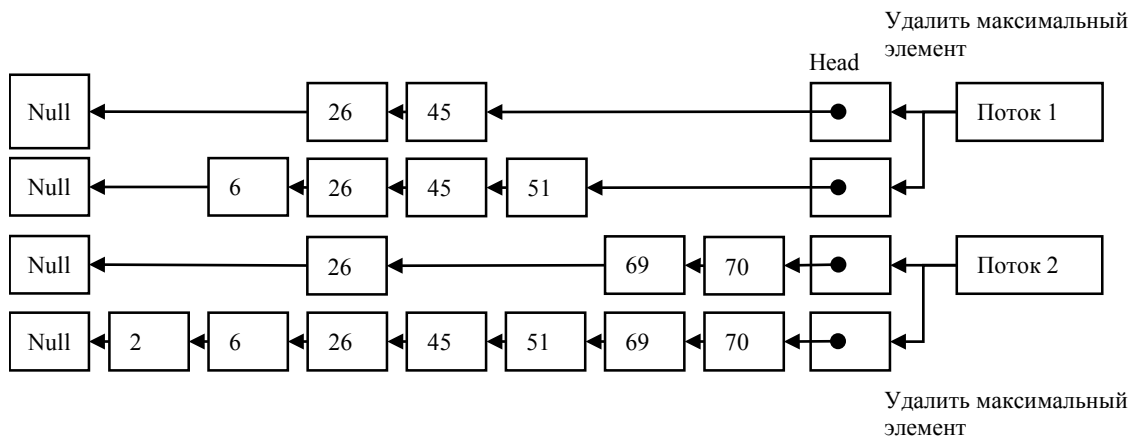 Удалить максимальный
элемент
Head
Null 26 45 Поток 1
Null 6 26 45 51
Null 26 69 70 Поток 2
Null 2 6 26 45 51 69 70
Удалить максимальный
элемент